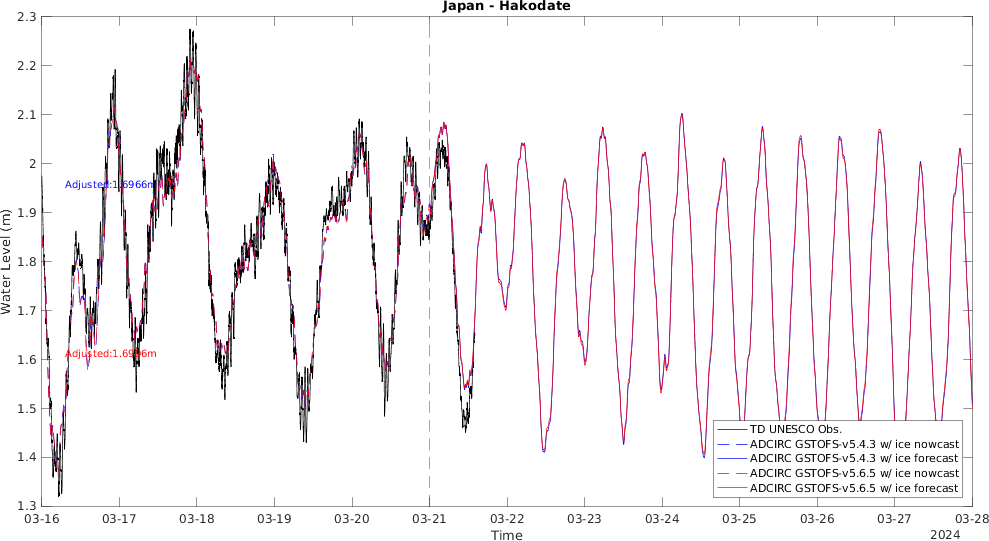 Japan - Hakodate
2.3
2.2
2.1
2
1.9
1.8
1.7
1.6
1.5
1.4
1.3
Water Level (m)
Adjusted:1.6966m
Adjusted:1.6906m
TD UNESCO Obs.
ADCIRC GSTOFS-v5.4.3 w/ ice nowcast
ADCIRC GSTOFS-v5.4.3 w/ ice forecast
ADCIRC GSTOFS-v5.6.5 w/ ice nowcast
ADCIRC GSTOFS-v5.6.5 w/ ice forecast
03-16 03-17 03-18 03-19 03-20 03-21 03-22 03-23 03-24 03-25 03-26 03-27 03-28
Time
2024